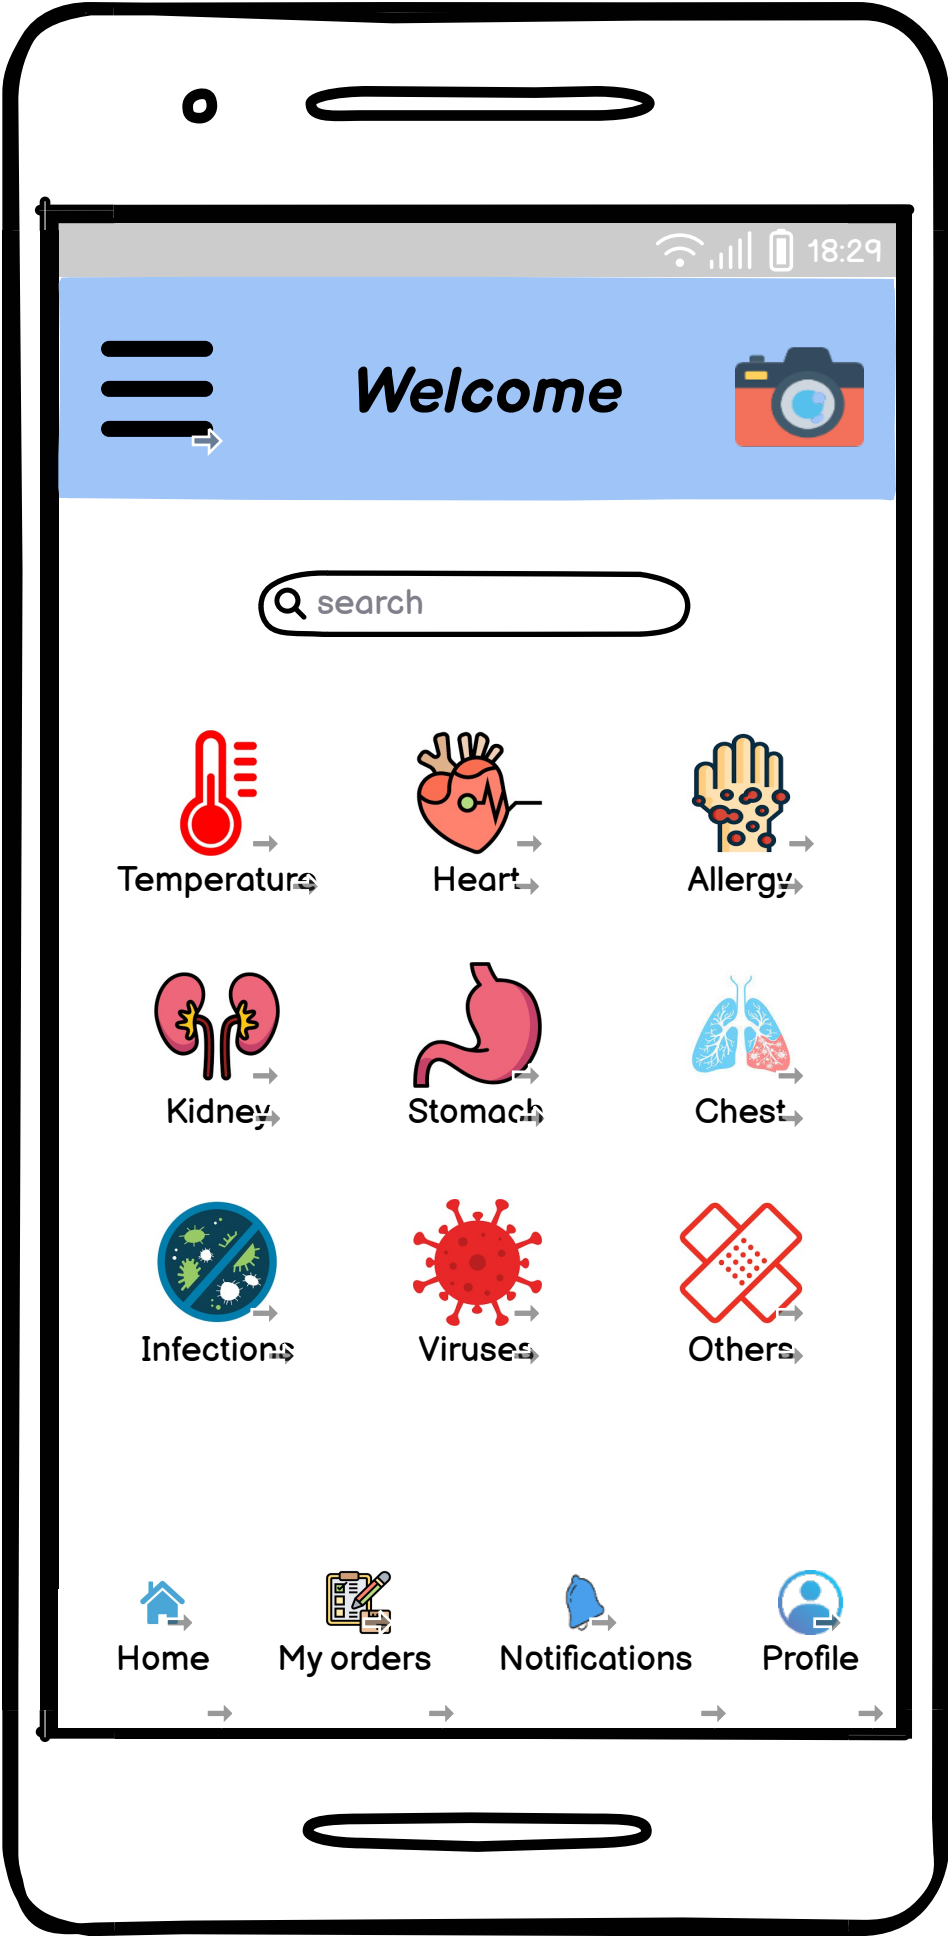 18:29
Welcome
search
Temperature Heart Allergy
Kidney Stomach Chest
Infections Viruses Others
Home My orders Notifications Profile